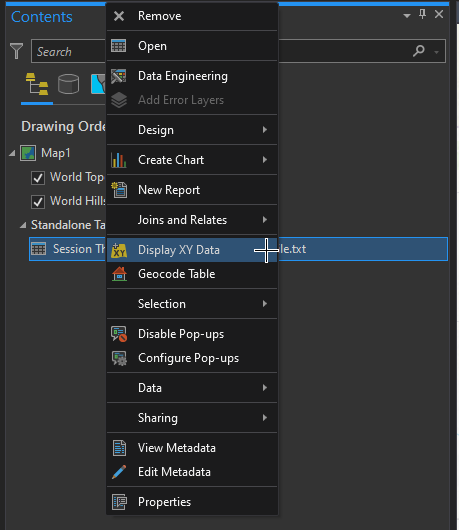 Contents
Remove
Search
Open
Data Engineering
Add Error Layers
Drawing Orde
Design
Map1
Create Chart
World Top
New Report
World Hills
Joins and Relates
Standalone Ta
Session Th
Display XY Data
le.txt
Geocode Table
Selection
Disable Pop-ups
Configure Pop-ups
Data
Sharing
View Metadata
Edit Metadata
Properties